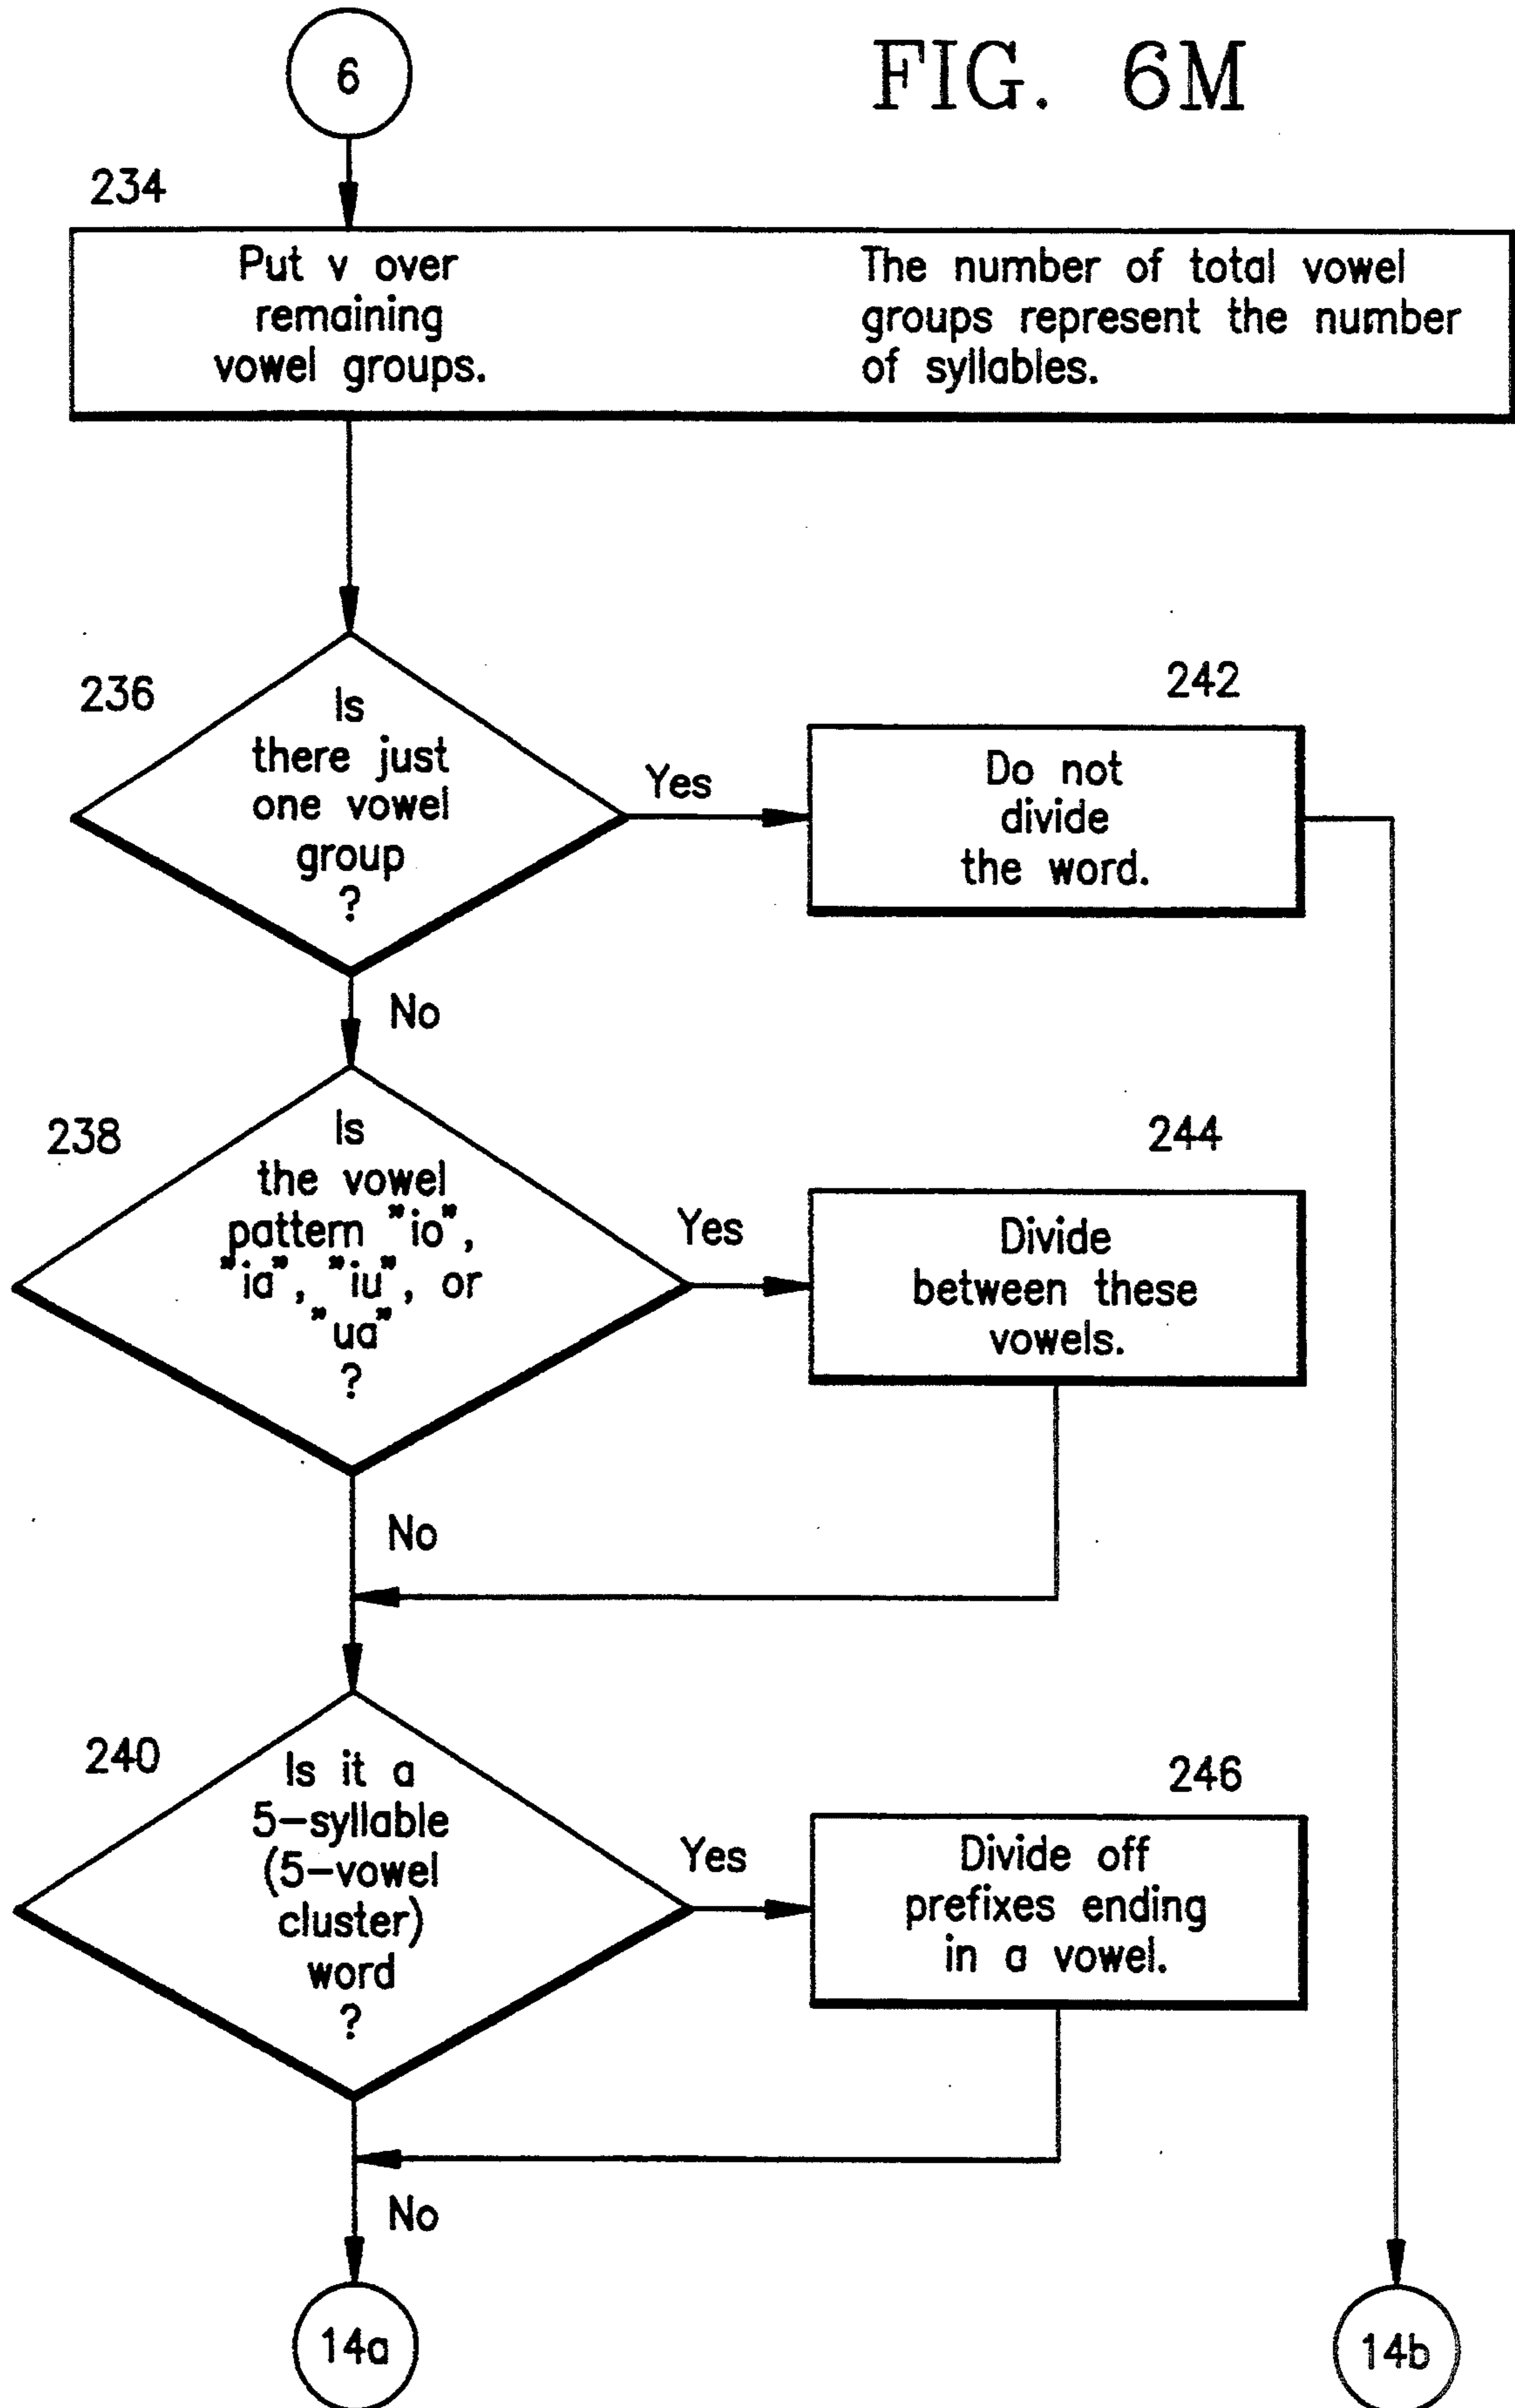 FIG. 6M
6
234
Put v over
remaining
vowel groups.
The number of total vowel
groups represent the number
of syllables.
236
Is
there just
one vowel
group
?
Yes
242
Do not
divide
the word.
No
238
Is
the vowel
pattern "io",
"ia", "iu", or
"ua"
?
Yes
244
Divide
between these
vowels.
No
240
Is it a
5-syllable
(5-vowel
cluster)
word
?
Yes
246
Divide off
prefixes ending
in a vowel.
No
14a
14b